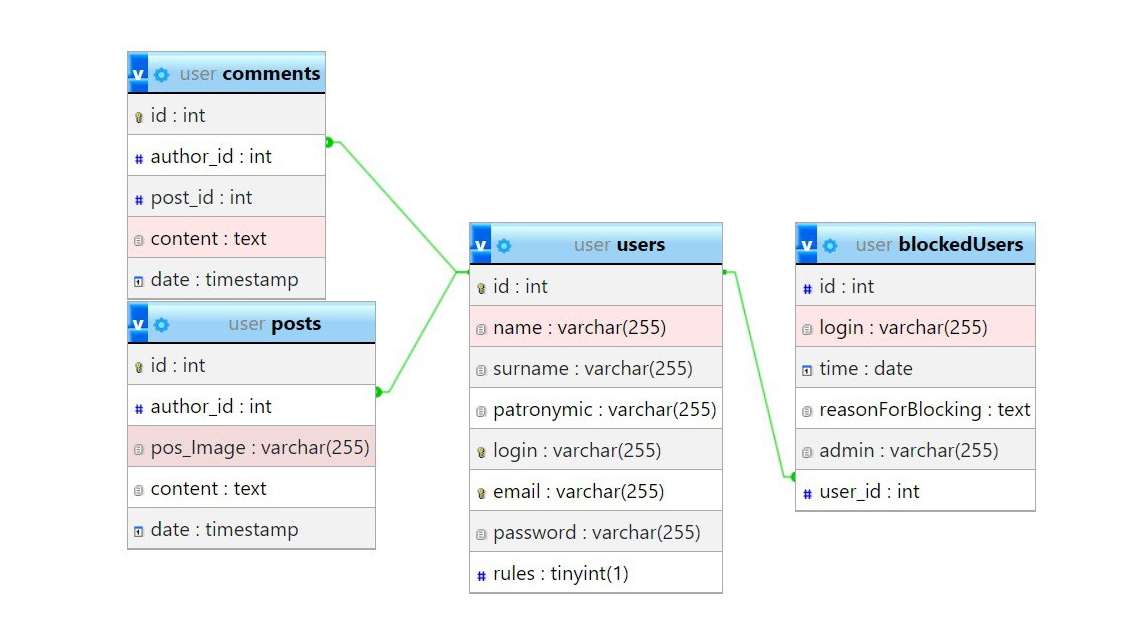 user comments
id : int
author_id : int
post_id : int
content : text
date : timestamp
user posts
id : int
author_id : int
pos_Image : varchar(255)
content : text
date : timestamp
user users
id : int
name : varchar(255)
surname : varchar(255)
patronymic : varchar(255)
login : varchar(255)
email : varchar(255)
password : varchar(255)
rules : tinyint(1)
user blockedUsers
id : int
login : varchar(255)
time : date
reasonForBlocking : text
admin : varchar(255)
user_id : int